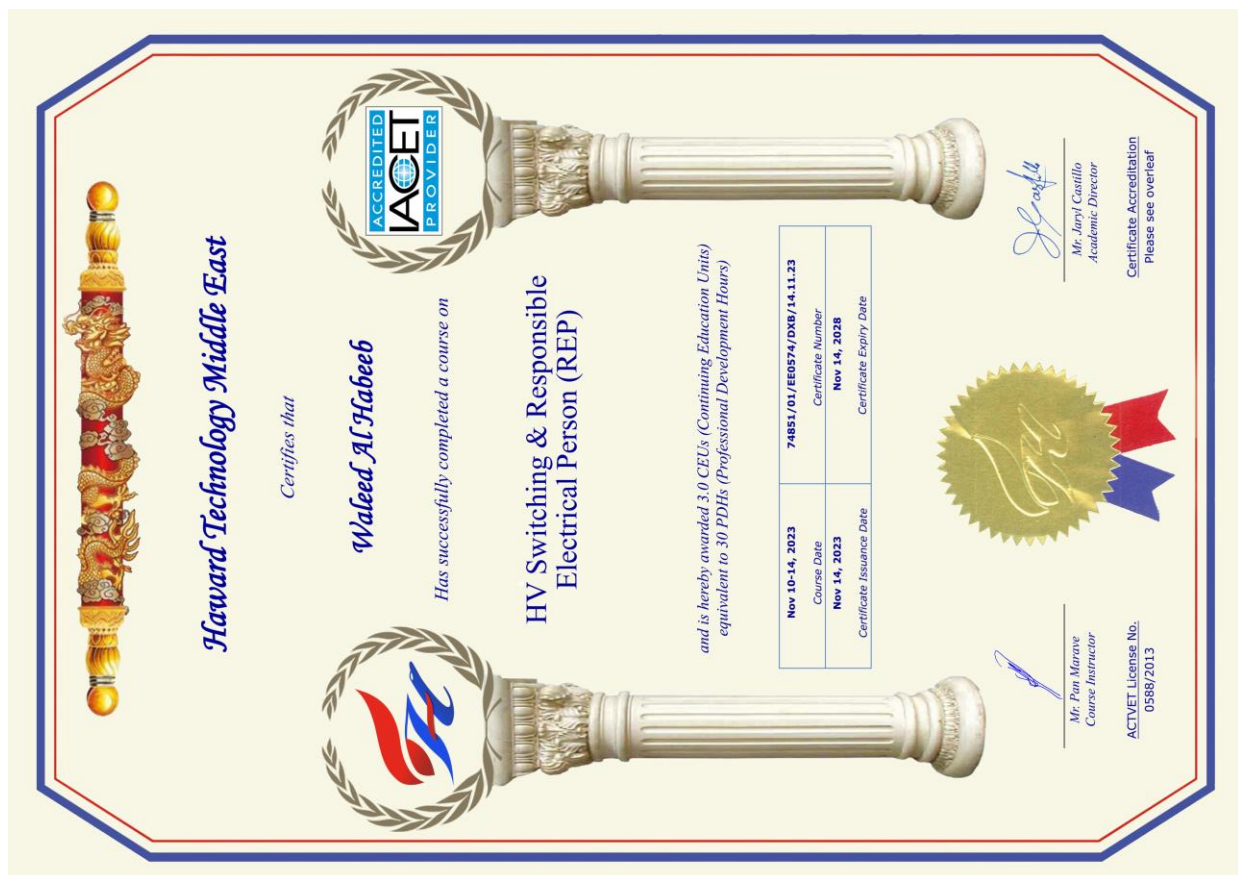 ACCREDITED
IACET
PROVIDER
Haward Technology Middle East
Certifies that
Waleed Al Habeeb
Has successfully completed a course on
HV Switching & Responsible
Electrical Person (REP)
and is hereby awarded 3.0 CEUs (Continuing Education Units)
equivalent to 30 PDHs (Professional Development Hours)
Nov 10-14, 2023
Course Date
74851/01/EE0574/DXB/14.11.23
Certificate Number
Nov 14, 2023
Certificate Issuance Date
Nov 14, 2028
Certificate Expiry Date
Mr. Pan Marave
Course Instructor
ACTVET License No.
0588/2013
Mr. Jaryl Castillo
Academic Director
Certificate Accreditation
Please see overleaf